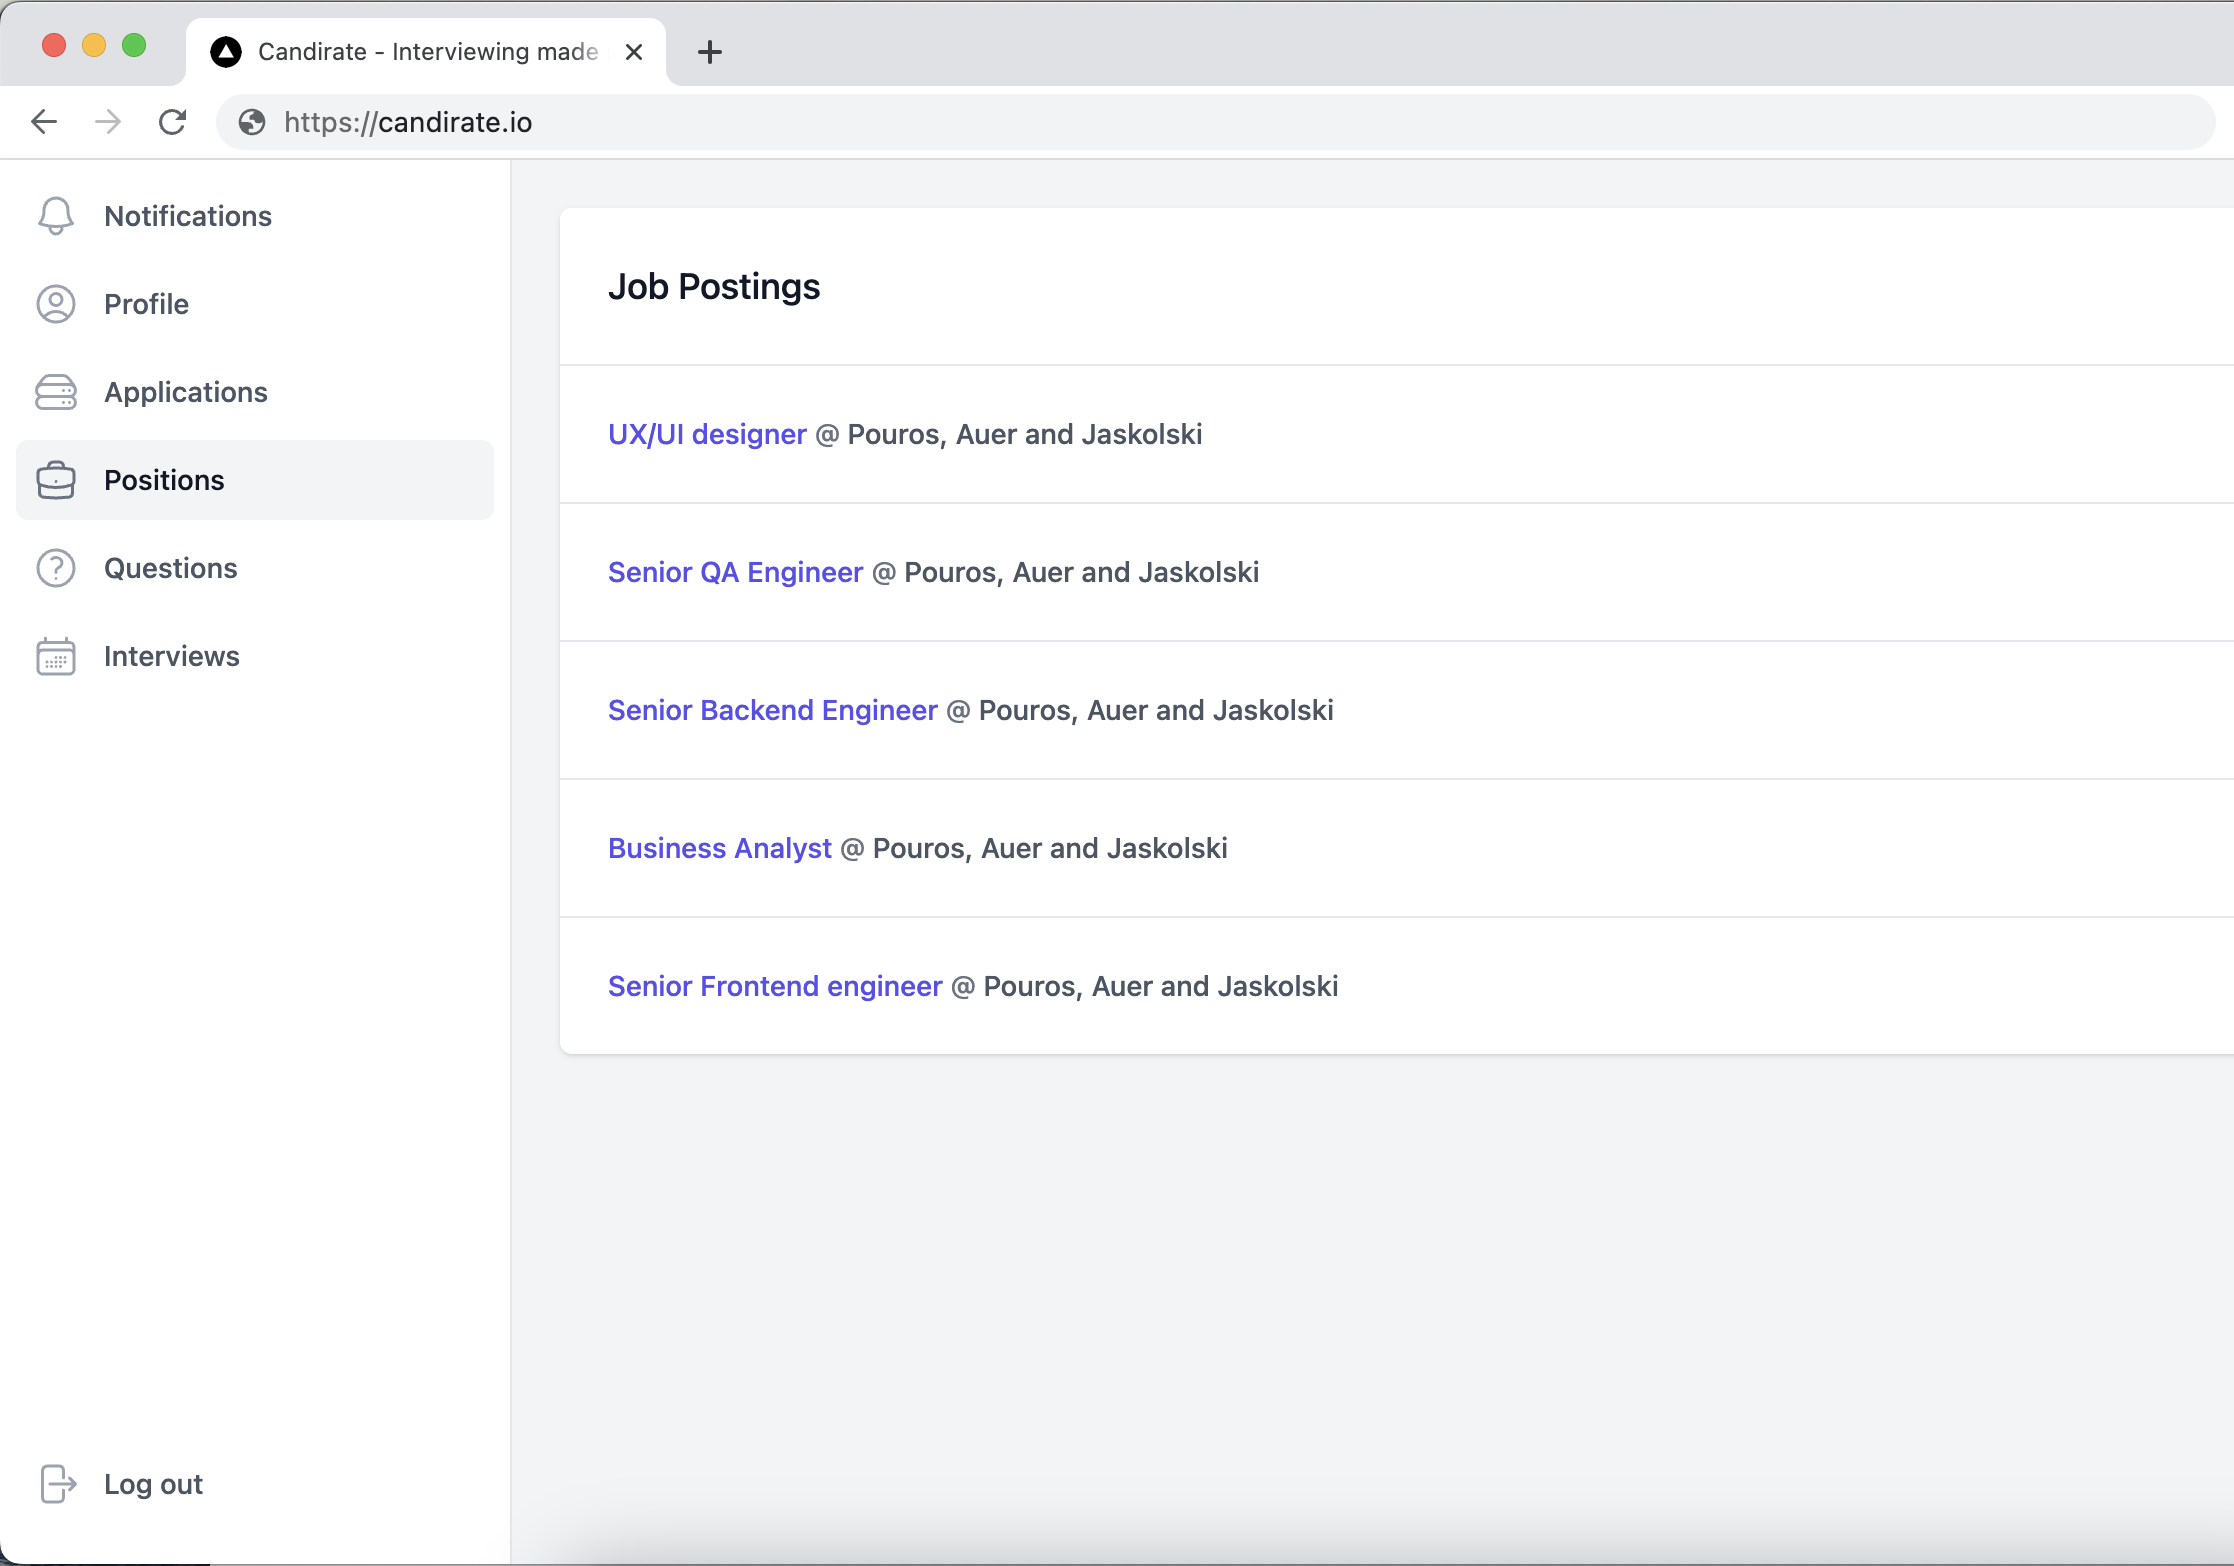 Candirate - Interviewing made
https://candirate.io
Notifications
Profile
Applications
Positions
Questions
Interviews
Log out
Job Postings
UX/UI designer @ Pouros, Auer and Jaskolski
Senior QA Engineer @ Pouros, Auer and Jaskolski
Senior Backend Engineer @ Pouros, Auer and Jaskolski
Business Analyst @ Pouros, Auer and Jaskolski
Senior Frontend engineer @ Pouros, Auer and Jaskolski